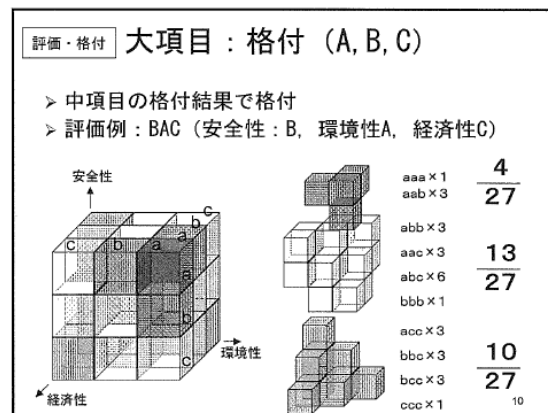 評価・格付
大項目：格付（A,B,C）
➢ 中項目の格付結果で格付
➢ 評価例：BAC（安全性：B, 環境性A, 経済性C）
安全性
c
b
c b a a
a
b
c
環境性
経済性
aaa×1
aab×3
4
27
abb×3
aac×3
abc×6
bbb×1
13
27
acc×3
bbc×3
bcc×3
ccc×1
10
27
10